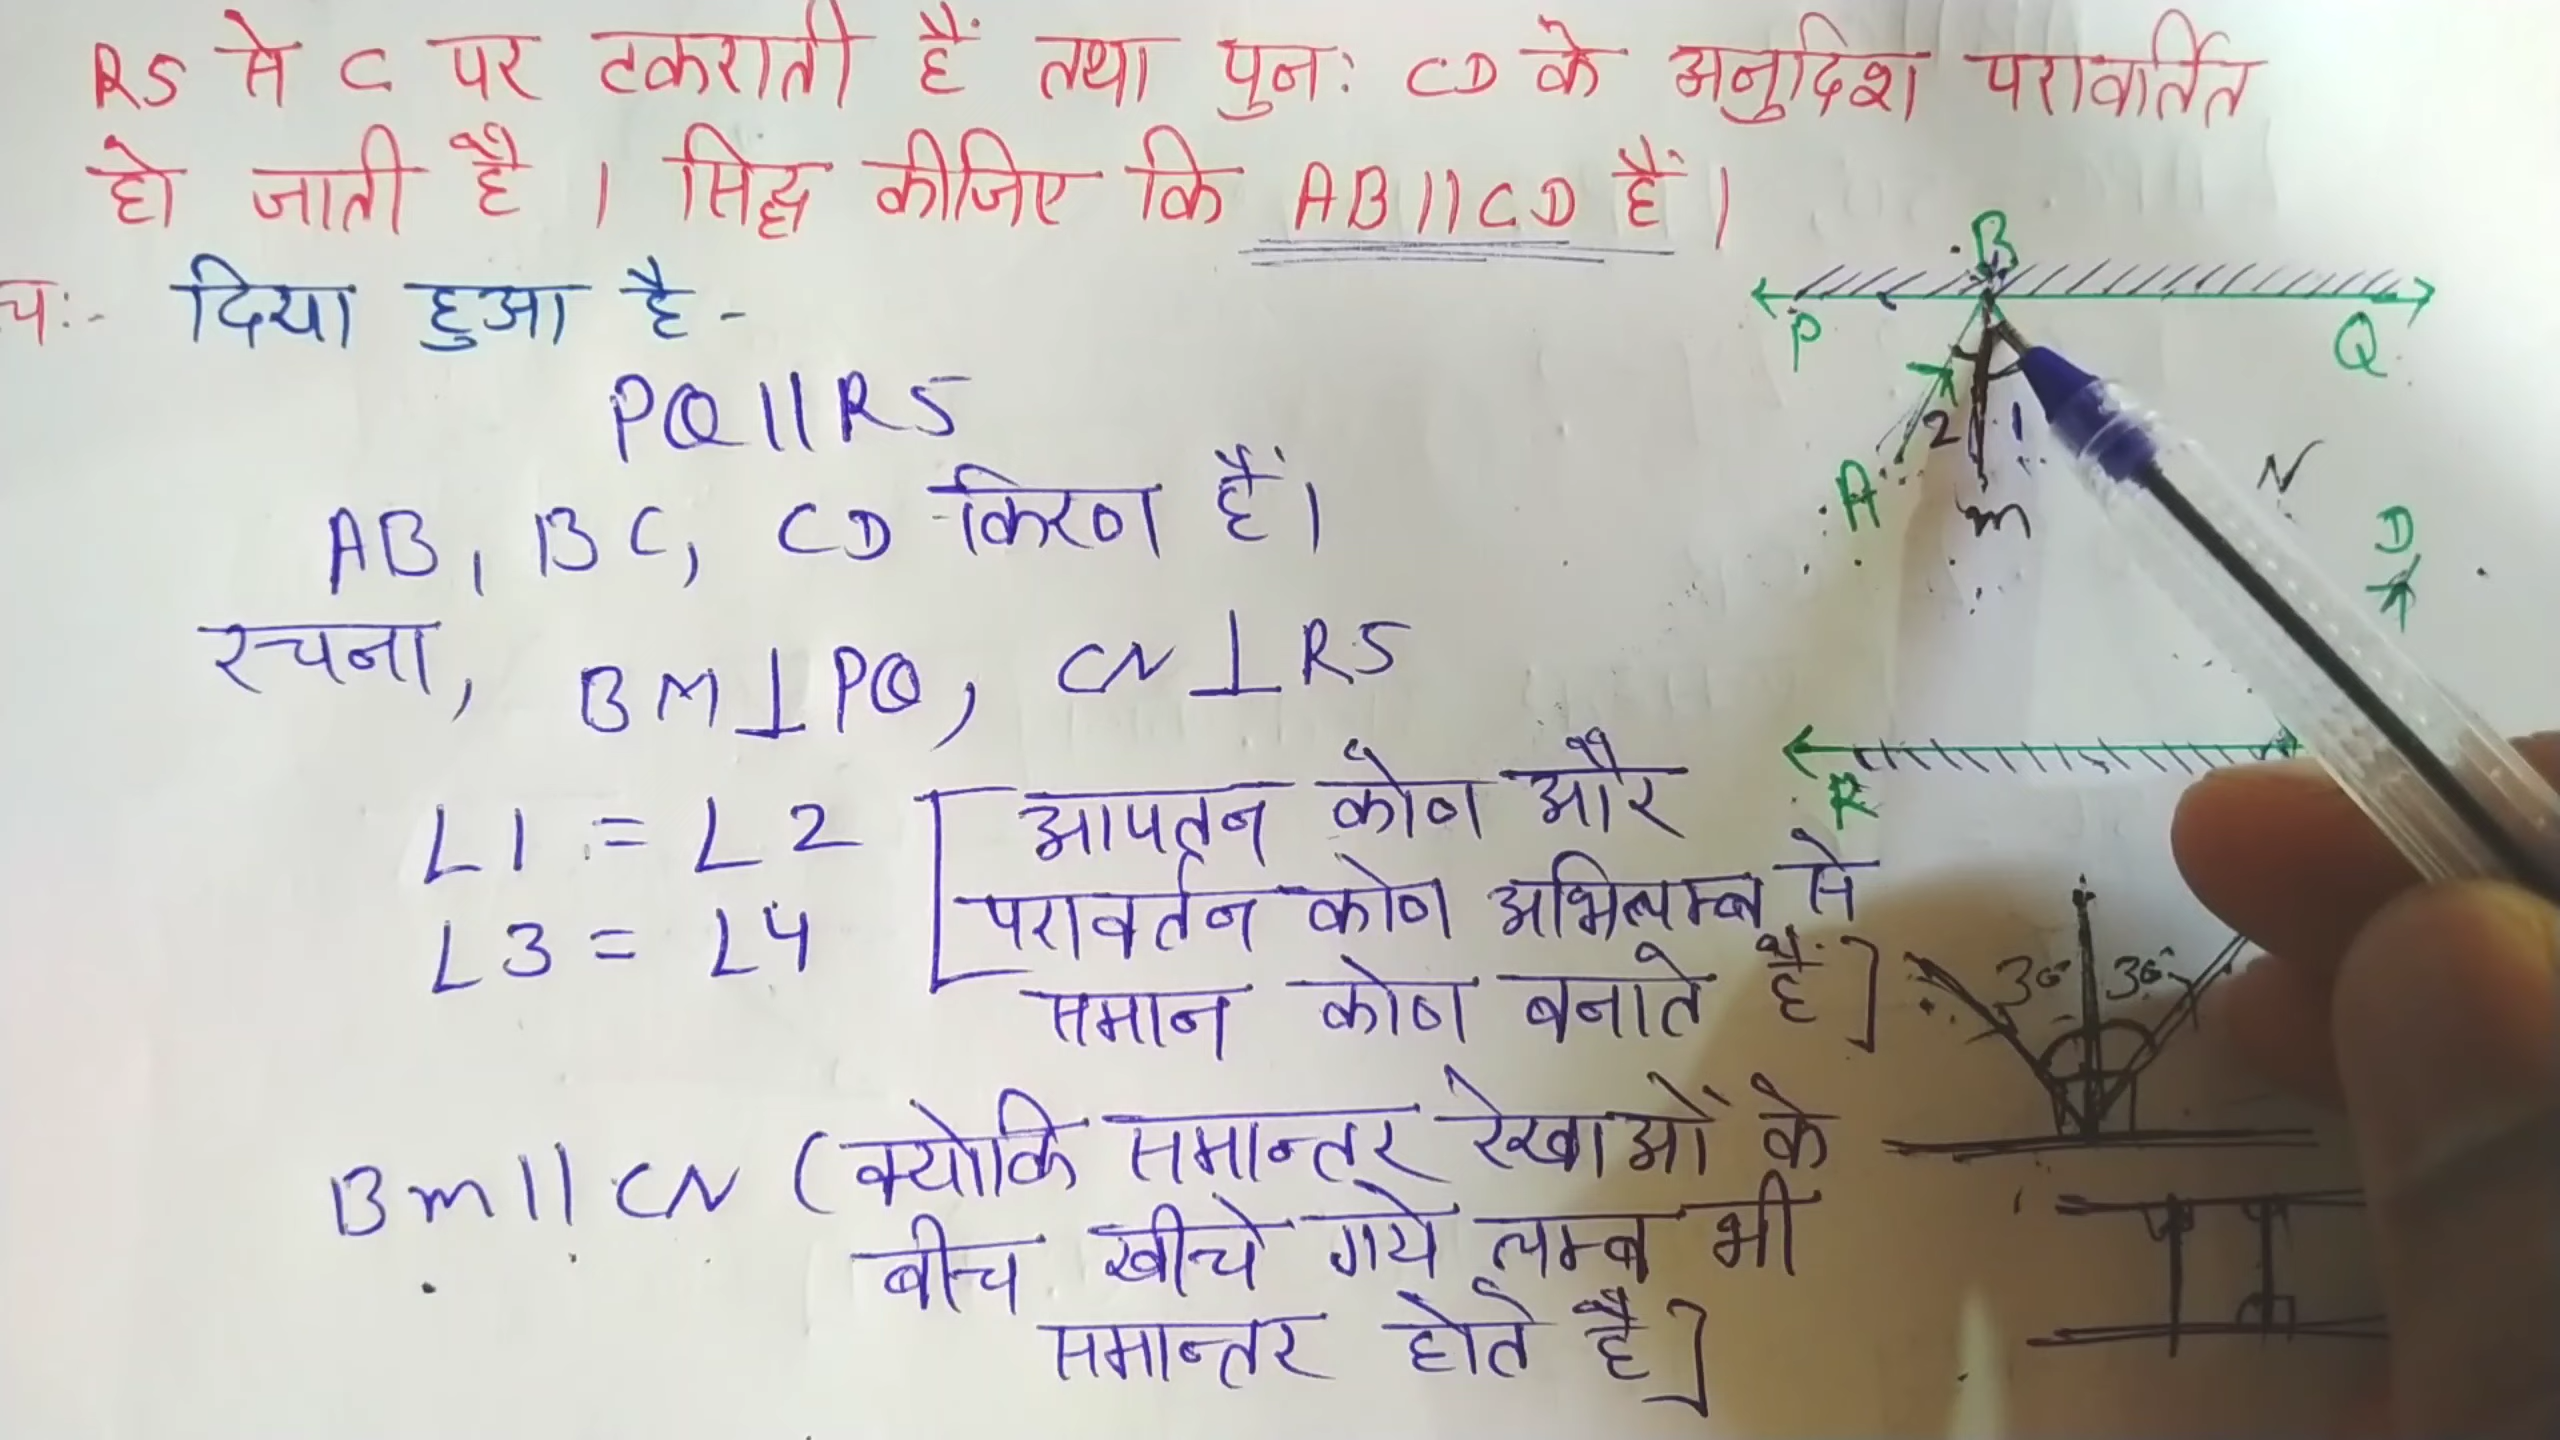 RS से C पर टकराती हैं तथा पुनः CD के अनुदिश परावर्तित
हो जाती है । सिद्ध कीजिए कि AB||CD हैं।
च:- दिया हुआ है-
PQ||RS
AB, BC, CD किरण हैं।
रचना, BM⊥PQ, CN⊥RS
∠1 = ∠2 [आपतन कोण और
∠3 = ∠4 परावर्तन कोण अभिलम्ब से
समान कोण बनाते हैं]
Bm||CN (क्योंकि समान्तर रेखाओं के
बीच खीचे गये लम्ब भी
समान्तर होते है]
B
P
Q
2
1
A
m
N
D
R
30°
30°